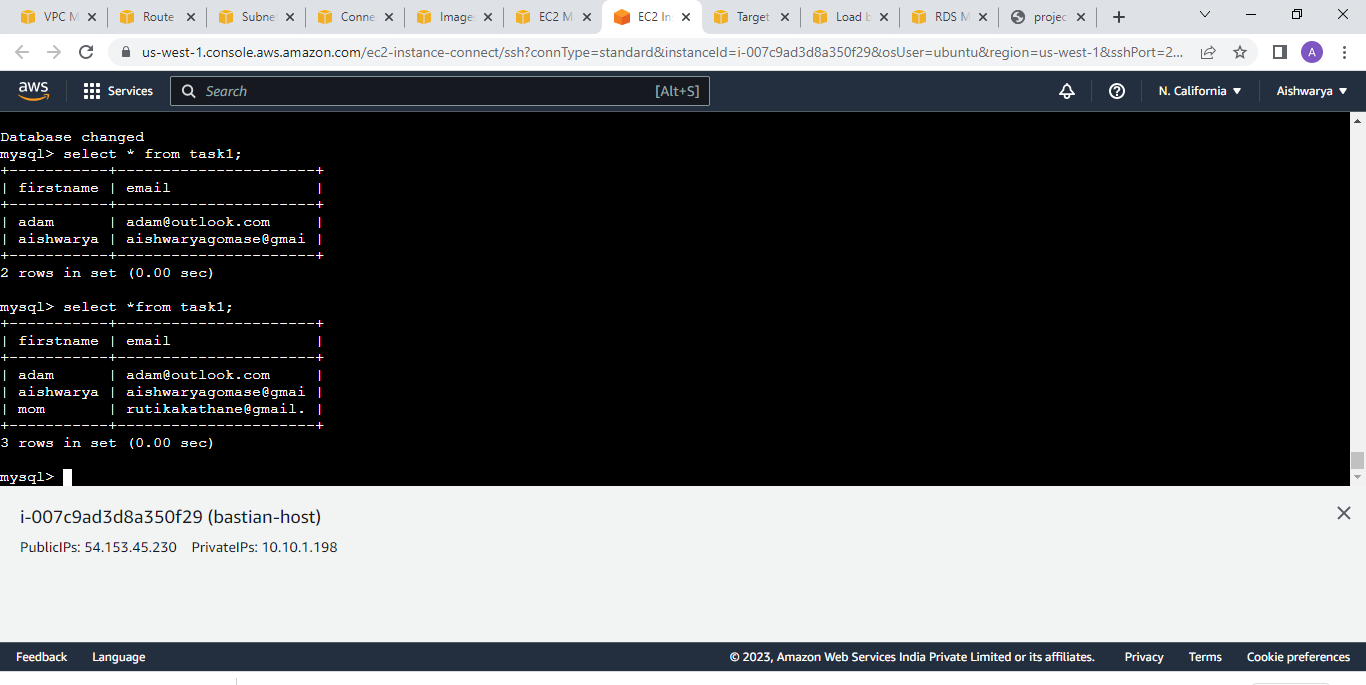 VPC M
Route
Subne
Conne
Image
EC2 M
EC2 In
Target
Load b
RDS M
projec
us-west-1.console.aws.amazon.com/ec2-instance-connect/ssh?connType=standard&instanceId=i-007c9ad3d8a350f29&osUser=ubuntu&region=us-west-1&sshPort=2...
A
aws
Services
Search
[Alt+S]
N. California
Aishwarya
Database changed
mysql> select * from task1;
+-----------+----------------------+
| firstname | email                |
+-----------+----------------------+
| adam      | adam@outlook.com     |
| aishwarya | aishwaryagomase@gmai |
+-----------+----------------------+
2 rows in set (0.00 sec)
mysql> select *from task1;
+-----------+----------------------+
| firstname | email                |
+-----------+----------------------+
| adam      | adam@outlook.com     |
| aishwarya | aishwaryagomase@gmai |
| mom       | rutikakathane@gmail. |
+-----------+----------------------+
3 rows in set (0.00 sec)
mysql>
i-007c9ad3d8a350f29 (bastian-host)
PublicIPs: 54.153.45.230 PrivateIPs: 10.10.1.198
Feedback
Language
© 2023, Amazon Web Services India Private Limited or its affiliates.
Privacy
Terms
Cookie preferences